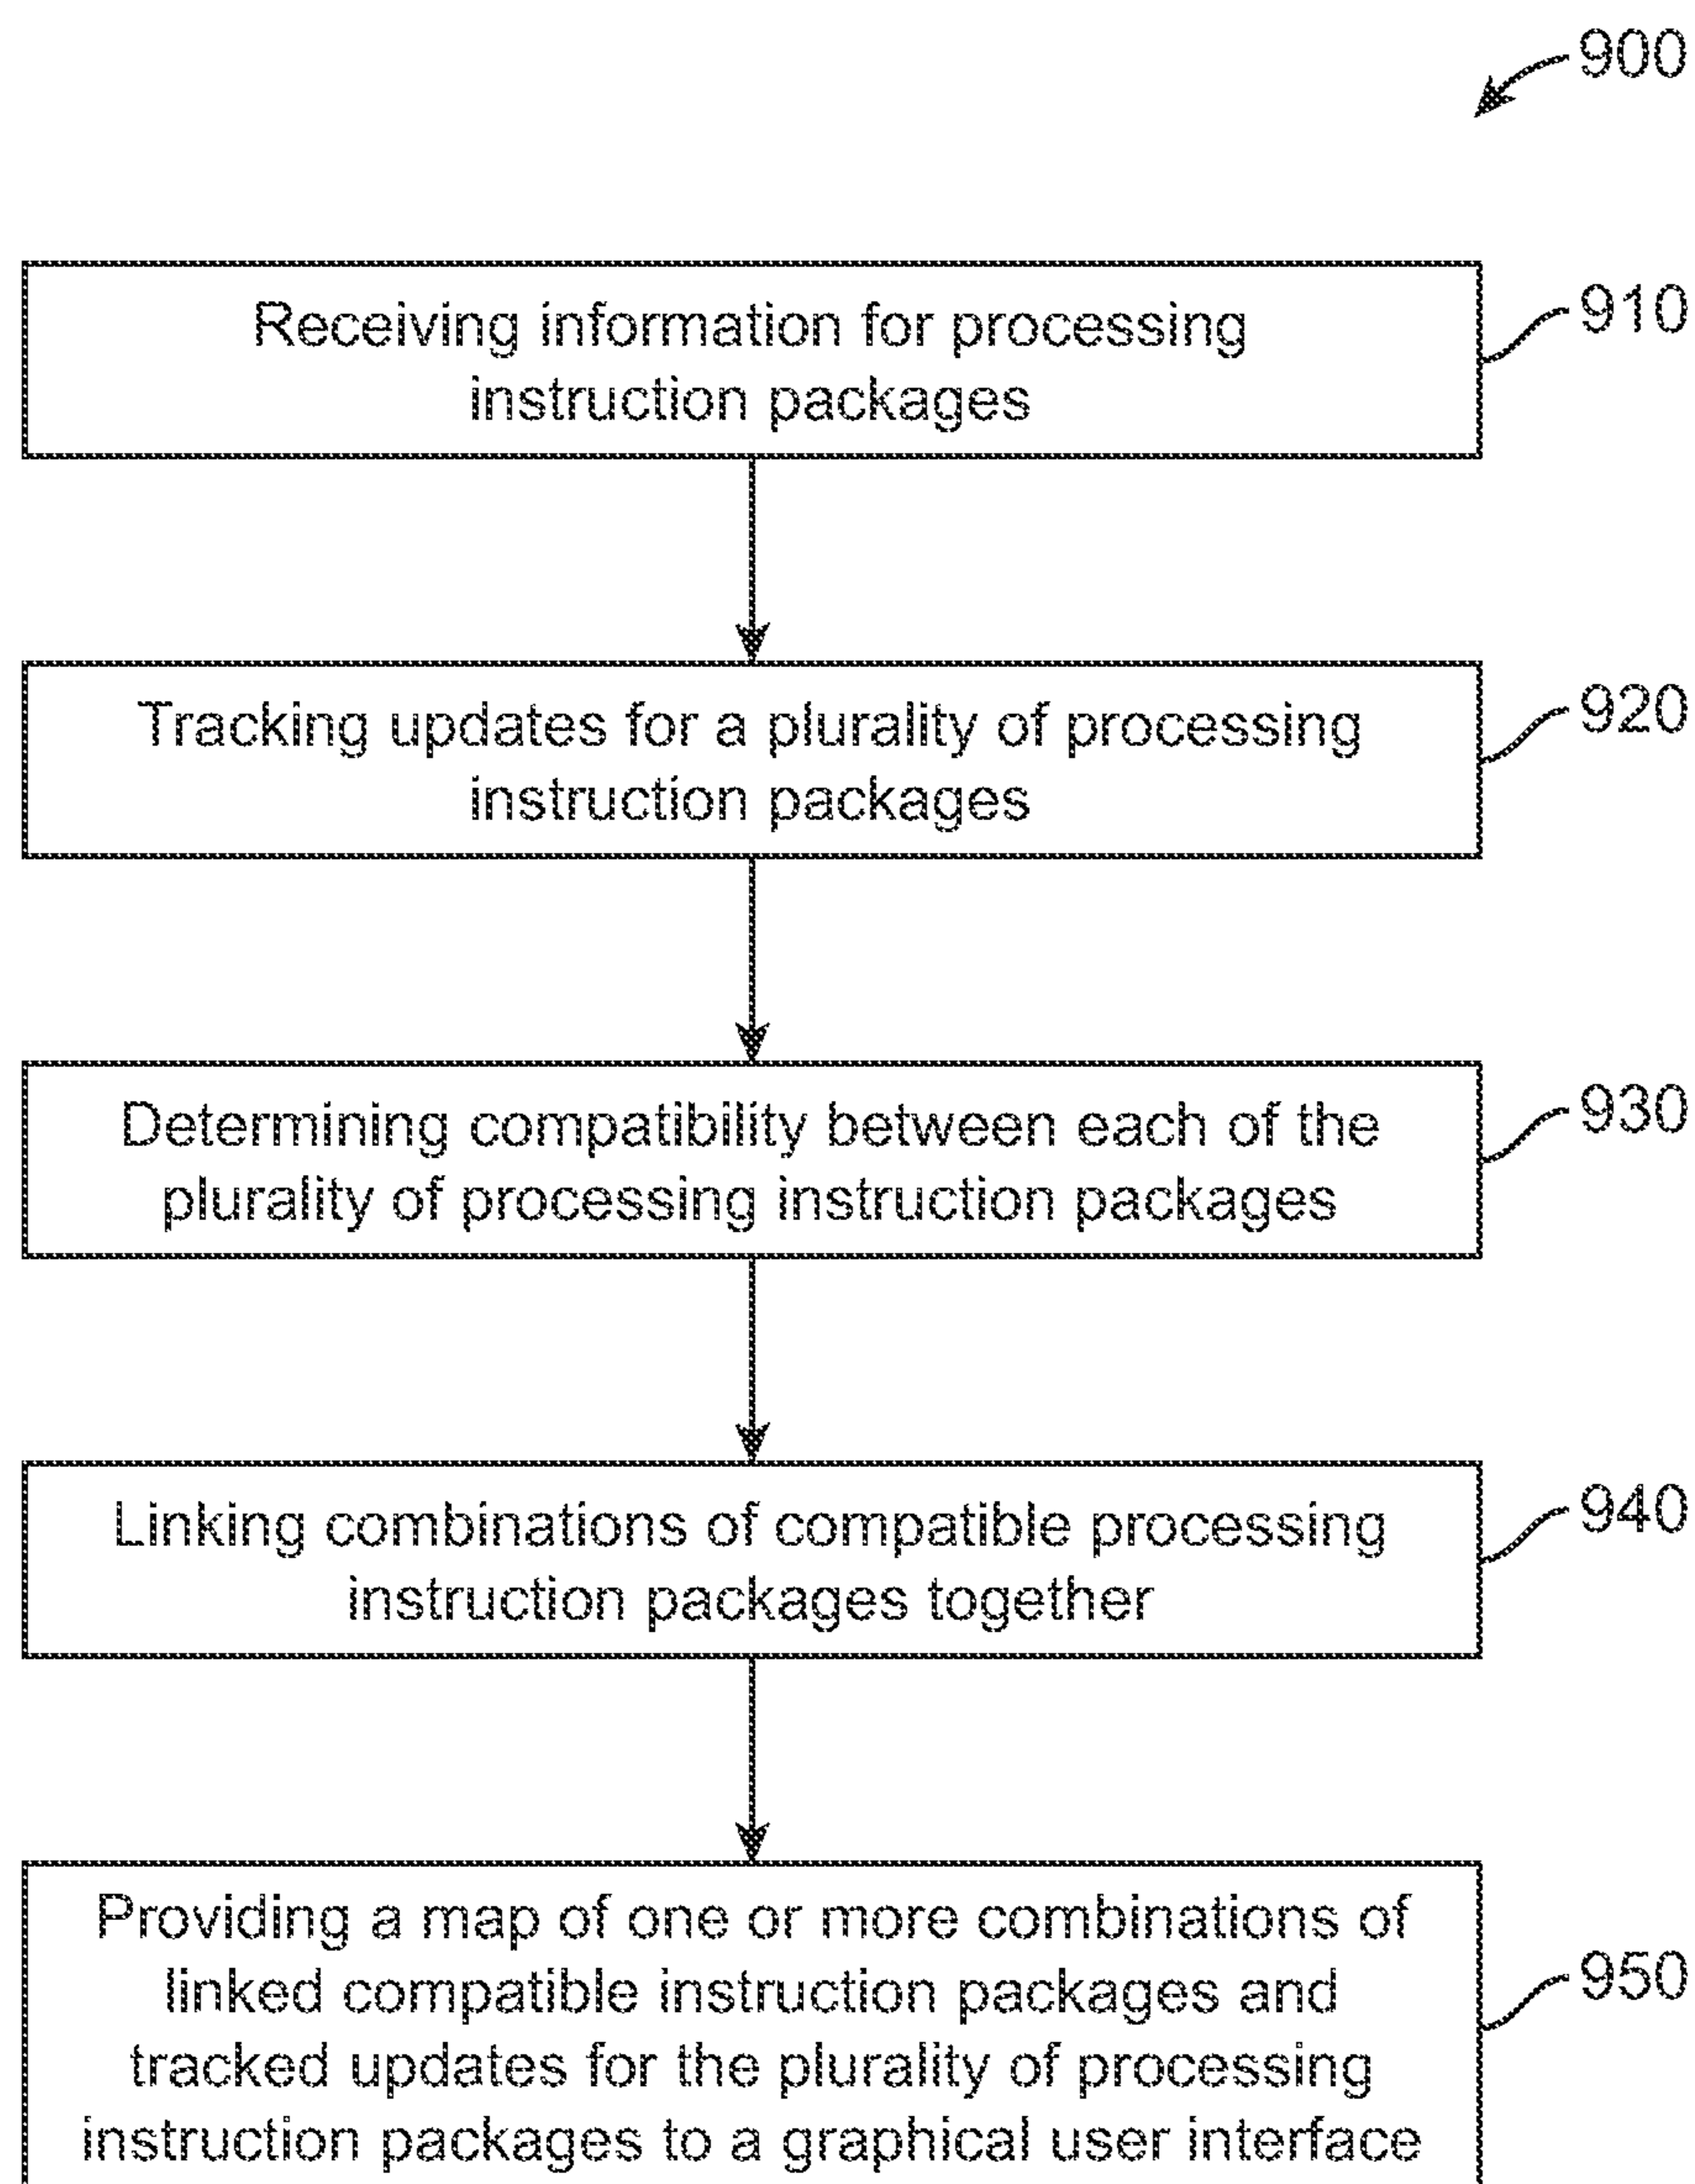 900
Receiving information for processing
instruction packages
910
Tracking updates for a plurality of processing
instruction packages
920
Determining compatibility between each of the
plurality of processing instruction packages
930
Linking combinations of compatible processing
instruction packages together
940
Providing a map of one or more combinations of
linked compatible instruction packages and
tracked updates for the plurality of processing
instruction packages to a graphical user interface
950